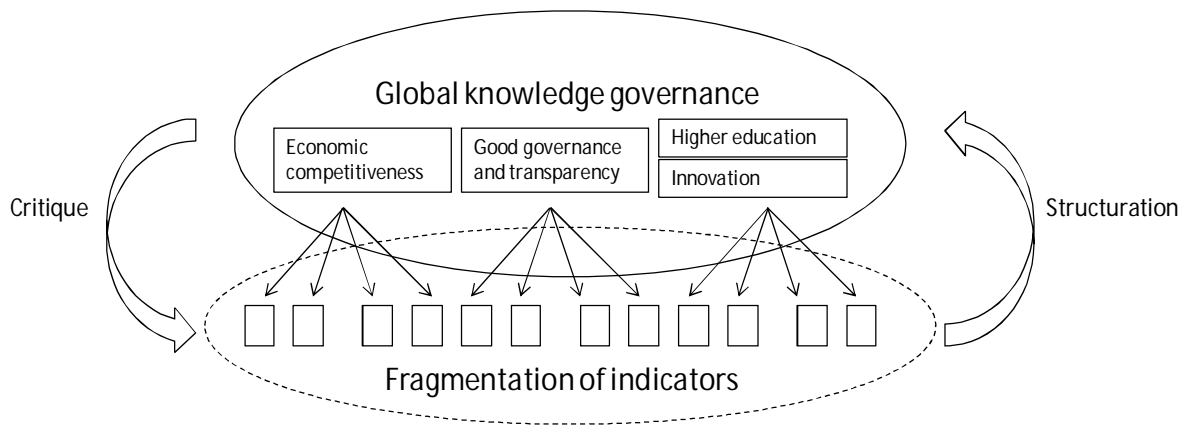 Global knowledge governance
Economic
competitiveness
Good governance
and transparency
Higher education
Innovation
Critique
Structuration
Fragmentation of indicators